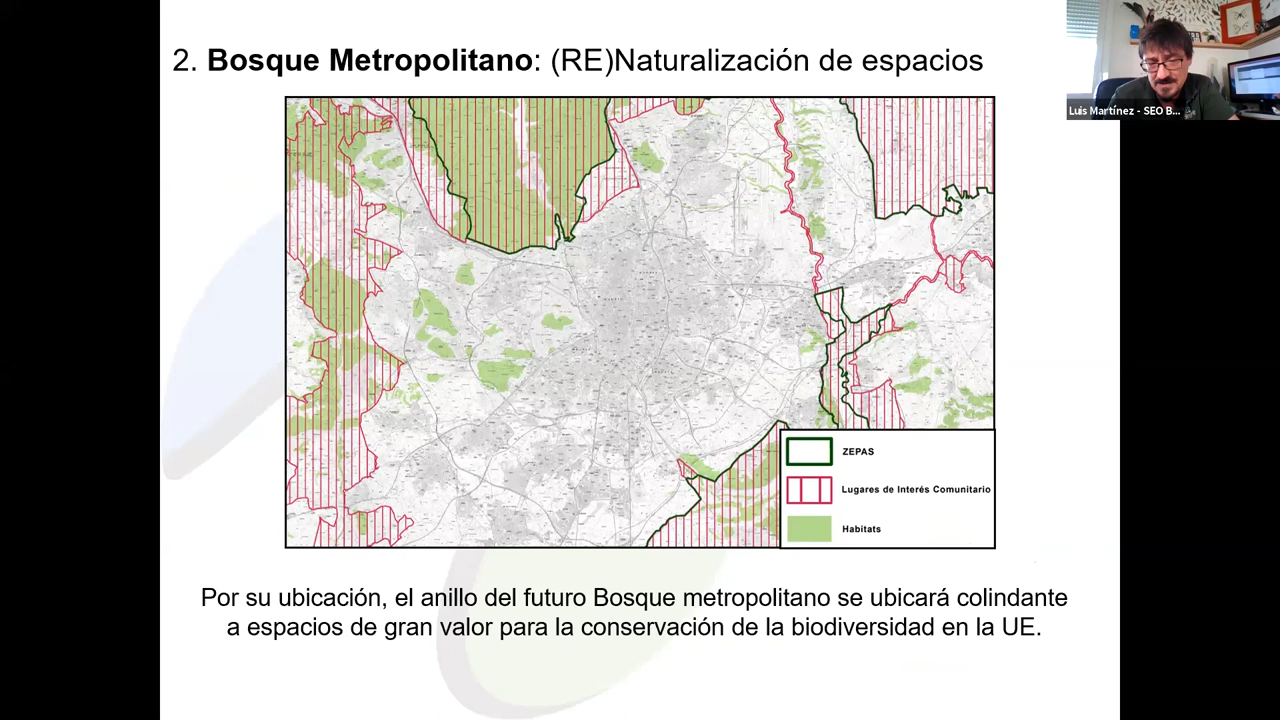 2. Bosque Metropolitano: (RE)Naturalización de espacios
Luis Martínez - SEO B...
ZEPAS
Lugares de Interés Comunitario
Habitats
Por su ubicación, el anillo del futuro Bosque metropolitano se ubicará colindante
a espacios de gran valor para la conservación de la biodiversidad en la UE.